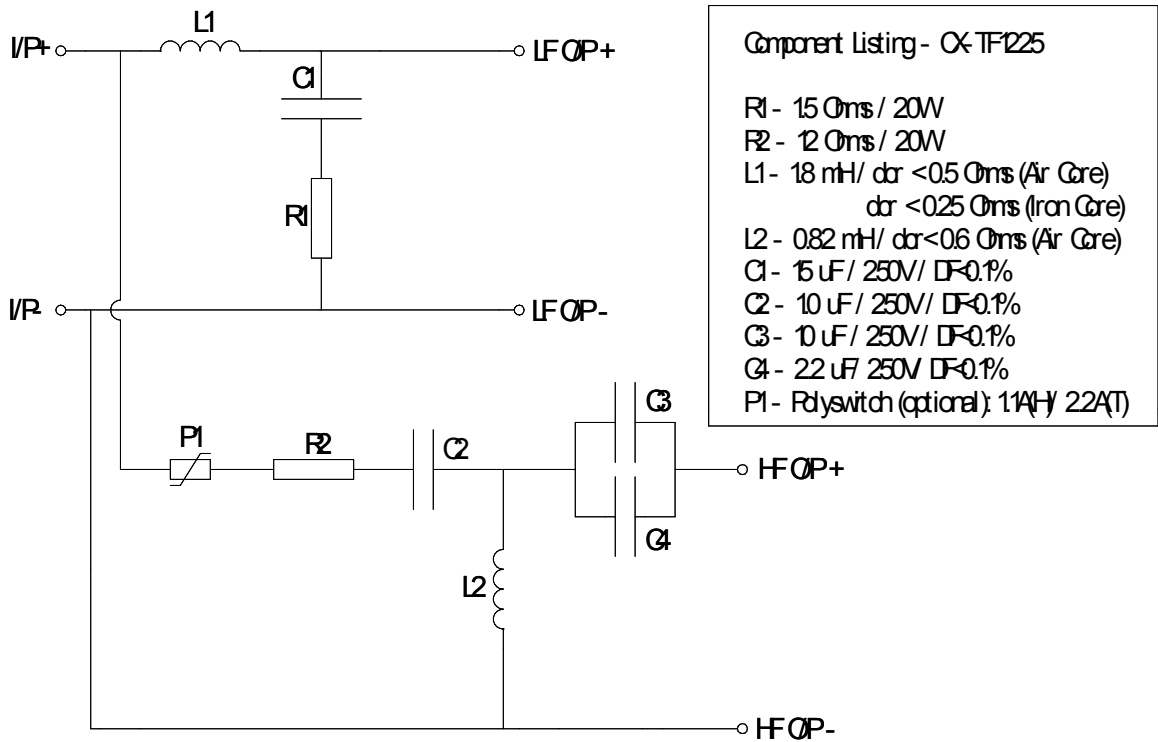 L1
I/P+
LF O/P+
C1
R1
I/P-
LF O/P-
Component Listing - CX-TF1225
R1 - 1.5 Ohms / 20W
R2 - 12 Ohms / 20W
L1 - 1.8 mH / dcr <0.5 Ohms (Air Core)
dcr <0.25 Ohms (Iron Core)
L2 - 0.82 mH / dcr<0.6 Ohms (Air Core)
C1 - 15 uF / 250V / DF<0.1%
C2 - 10 uF / 250V / DF<0.1%
C3 - 10 uF / 250V / DF<0.1%
C4 - 2.2 uF/ 250V/ DF<0.1%
P1 - Polyswitch (optional): 1.1A(H)/ 2.2A(T)
P1
R2
C2
C3
HF O/P+
C4
L2
HF O/P-